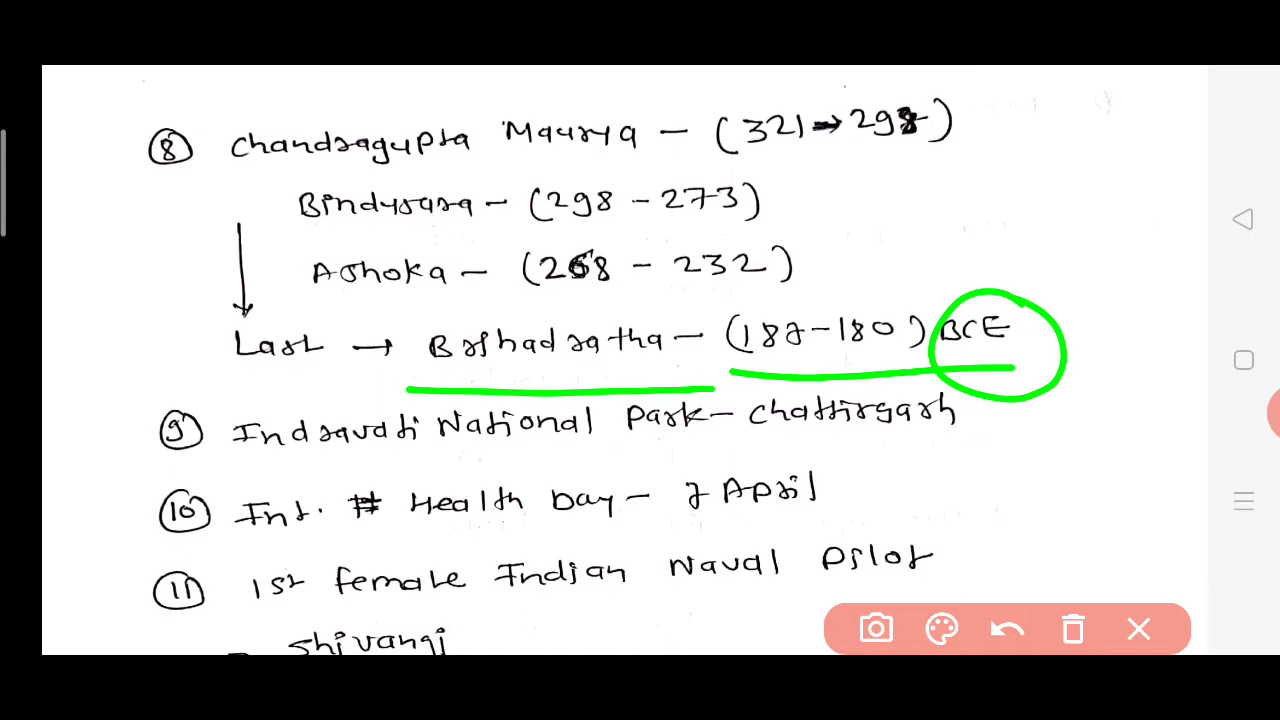 ⑧ Chandragupta Maurya - (321 → 298)
Bindusara - (298 - 273)
Ashoka - (268 - 232)
Last → Brihadratha - (187-180) BCE
⑨ Indravati National Park - Chattisgarh
⑩ Int. Health Day - 7 April
⑪ 1st female Indian Naval Pilot
Shivangi